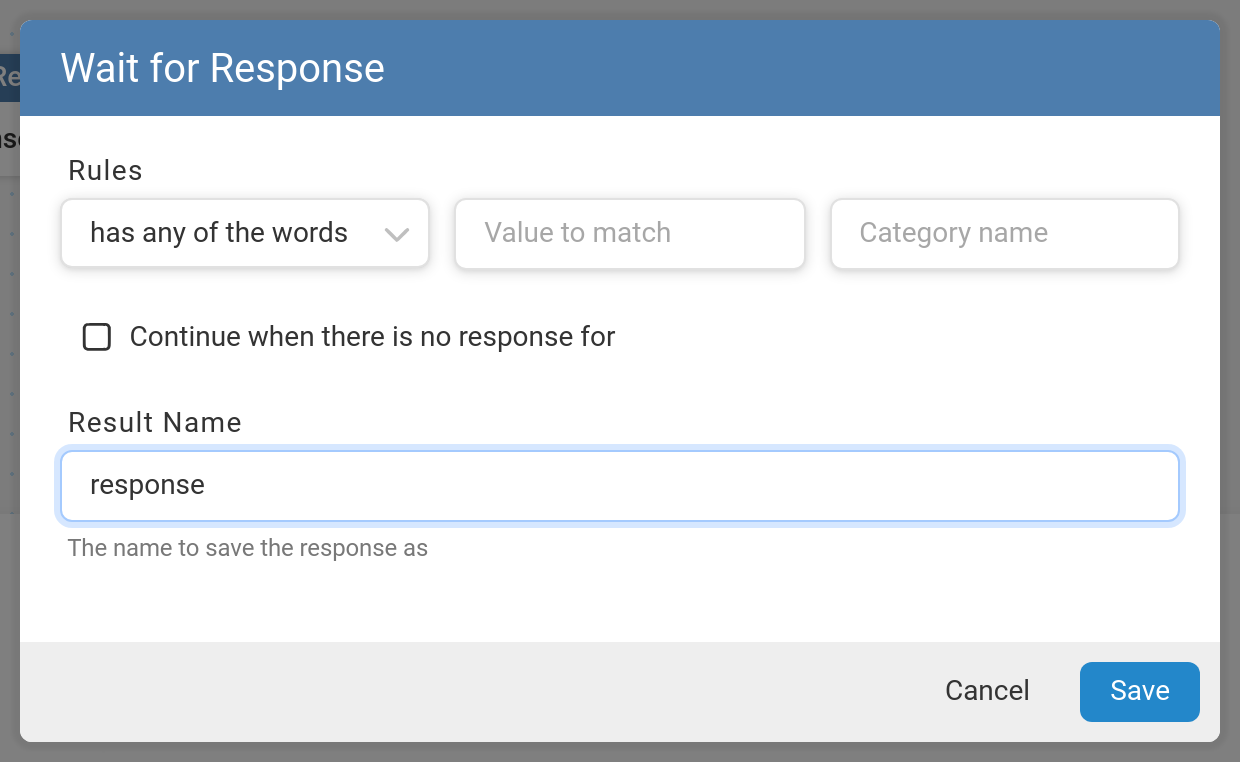 Wait for Response
Rules
has any of the words
Value to match
Category name
Continue when there is no response for
Result Name
response
The name to save the response as
Cancel
Save